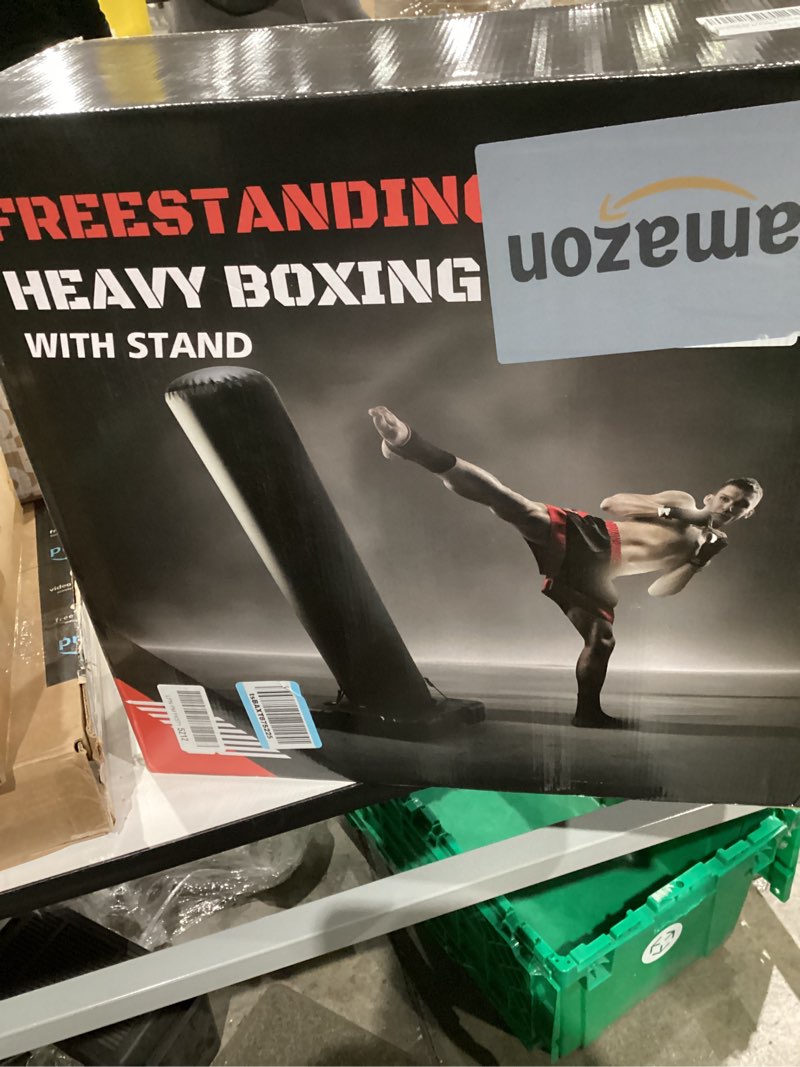 FREESTANDING
HEAVY BOXING
WITH STAND
amazon